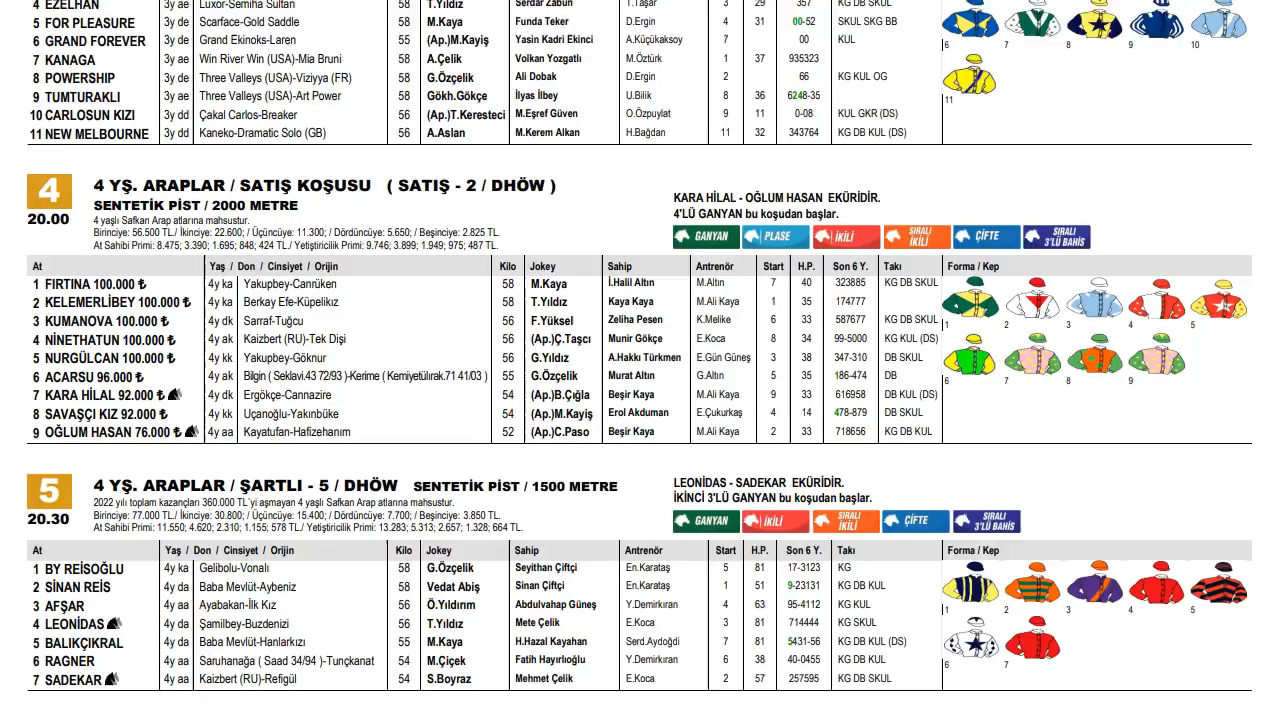 4 EZELHAN 3y ae Luxor-Semiha Sultan 58 T.Yıldız Serdar Zabun T.Taşar 3 29 357 KG DB SKUL
5 FOR PLEASURE 3y de Scarface-Gold Saddle 58 M.Kaya Funda Teker D.Ergin 4 31 00-52 SKUL SKG BB
6 GRAND FOREVER 3y de Grand Ekinoks-Laren 55 (Ap.)M.Kayiş Yasin Kadri Ekinci A.Küçükaksoy 7 00 KUL
7 KANAGA 3y ae Win River Win (USA)-Mia Bruni 58 A.Çelik Volkan Yozgatlı M.Öztürk 1 37 935323
8 POWERSHIP 3y de Three Valleys (USA)-Viziyya (FR) 58 G.Özçelik Ali Dobak D.Ergin 2 66 KG KUL OG
9 TUMTURAKLI 3y ae Three Valleys (USA)-Art Power 58 Gökh.Gökçe İlyas İlbey U.Bilik 8 36 6248-35
10 CARLOSUN KIZI 3y dd Çakal Carlos-Breaker 56 (Ap.)T.Keresteci M.Eşref Güven O.Özpuylat 9 11 0-08 KUL GKR (DS)
11 NEW MELBOURNE 3y dd Kaneko-Dramatic Solo (GB) 56 A.Aslan M.Kerem Alkan H.Bağdan 11 32 343764 KG DB KUL (DS)
6 7 8 9 10
11
4
20.00
4 YŞ. ARAPLAR / SATIŞ KOŞUSU ( SATIŞ - 2 / DHÖW )
SENTETİK PİST / 2000 METRE
4 yaşlı Safkan Arap atlarına mahsustur.
Birinciye: 56.500 TL./ İkinciye: 22.600; / Üçüncüye: 11.300; / Dördüncüye: 5.650; / Beşinciye: 2.825 TL.
At Sahibi Primi: 8.475; 3.390; 1.695; 848; 424 TL./ Yetiştiricilik Primi: 9.746; 3.899; 1.949; 975; 487 TL.
KARA HİLAL - OĞLUM HASAN EKÜRİDİR.
4'LÜ GANYAN bu koşudan başlar.
GANYAN PLASE İKİLİ SIRALI İKİLİ ÇİFTE SIRALI 3'LÜ BAHİS
At Yaş / Don / Cinsiyet / Orijin Kilo Jokey Sahip Antrenör Start H.P. Son 6 Y. Takı Forma / Kep
1 FIRTINA 100.000 ₺ 4y ka Yakupbey-Canrüken 58 M.Kaya İ.Halil Altın M.Altın 7 40 323885 KG DB SKUL
2 KELEMERLİBEY 100.000 ₺ 4y ka Berkay Efe-Küpelikız 58 T.Yıldız Kaya Kaya M.Ali Kaya 1 35 174777
3 KUMANOVA 100.000 ₺ 4y dk Sarraf-Tuğcu 56 F.Yüksel Zeliha Pesen K.Melike 6 33 587677 KG DB SKUL
4 NİNETHATUN 100.000 ₺ 4y ak Kaizbert (RU)-Tek Dişi 56 (Ap.)Ç.Taşcı Munir Gökçe E.Koca 8 34 99-5000 KG KUL (DS)
5 NURGÜLCAN 100.000 ₺ 4y kk Yakupbey-Göknur 56 G.Yıldız A.Hakkı Türkmen E.Gün Güneş 3 38 347-310 DB SKUL
6 ACARSU 96.000 ₺ 4y ak Bilgin ( Seklavi.43 72/93 )-Kerime ( Kemiyetülırak.71 41/03 ) 55 G.Özçelik Murat Altın G.Altın 5 35 186-474 DB
7 KARA HİLAL 92.000 ₺ 4y dk Ergökçe-Cannazire 54 (Ap.)B.Çığla Beşir Kaya M.Ali Kaya 9 33 616958 DB KUL (DS)
8 SAVAŞÇI KIZ 92.000 ₺ 4y kk Uçanoğlu-Yakınbüke 54 (Ap.)M.Kayiş Erol Akduman E.Çukurkaş 4 14 478-879 DB SKUL
9 OĞLUM HASAN 76.000 ₺ 4y aa Kayatufan-Hafizehanım 52 (Ap.)C.Paso Beşir Kaya M.Ali Kaya 2 33 718656 KG DB KUL
1 2 3 4 5
6 7 8 9
5
20.30
4 YŞ. ARAPLAR / ŞARTLI - 5 / DHÖW SENTETİK PİST / 1500 METRE
2022 yılı toplam kazançları 360.000 TL`yi aşmayan 4 yaşlı Safkan Arap atlarına mahsustur.
Birinciye: 77.000 TL./ İkinciye: 30.800; / Üçüncüye: 15.400; / Dördüncüye: 7.700; / Beşinciye: 3.850 TL.
At Sahibi Primi: 11.550; 4.620; 2.310; 1.155; 578 TL./ Yetiştiricilik Primi: 13.283; 5.313; 2.657; 1.328; 664 TL.
LEONİDAS - SADEKAR EKÜRİDİR.
İKİNCİ 3'LÜ GANYAN bu koşudan başlar.
GANYAN İKİLİ SIRALI İKİLİ ÇİFTE SIRALI 3'LÜ BAHİS
At Yaş / Don / Cinsiyet / Orijin Kilo Jokey Sahip Antrenör Start H.P. Son 6 Y. Takı Forma / Kep
1 BY REİSOĞLU 4y ka Gelibolu-Vonalı 58 G.Özçelik Seyithan Çiftçi En.Karataş 5 81 17-3123 KG
2 SİNAN REİS 4y da Baba Mevlüt-Aybeniz 58 Vedat Abiş Sinan Çiftçi En.Karataş 1 51 9-23131 KG DB KUL
3 AFŞAR 4y aa Ayabakan-İlk Kız 56 Ö.Yıldırım Abdulvahap Güneş Y.Demirkıran 4 63 95-4112 KG KUL
4 LEONİDAS 4y da Şamilbey-Buzdenizi 56 T.Yıldız Mete Çelik E.Koca 3 81 714444 KG SKUL
5 BALIKÇIKRAL 4y da Baba Mevlüt-Hanlarkızı 55 M.Kaya H.Hazal Kayahan Serd.Aydoğdi 7 81 5431-56 KG DB KUL (DS)
6 RAGNER 4y aa Saruhanağa ( Saad 34/94 )-Tunçkanat 54 M.Çiçek Fatih Hayırlıoğlu Y.Demirkıran 6 38 40-0455 KG DB KUL
7 SADEKAR 4y aa Kaizbert (RU)-Refigül 54 S.Boyraz Mehmet Çelik E.Koca 2 57 257595 KG DB SKUL
1 2 3 4 5
6 7